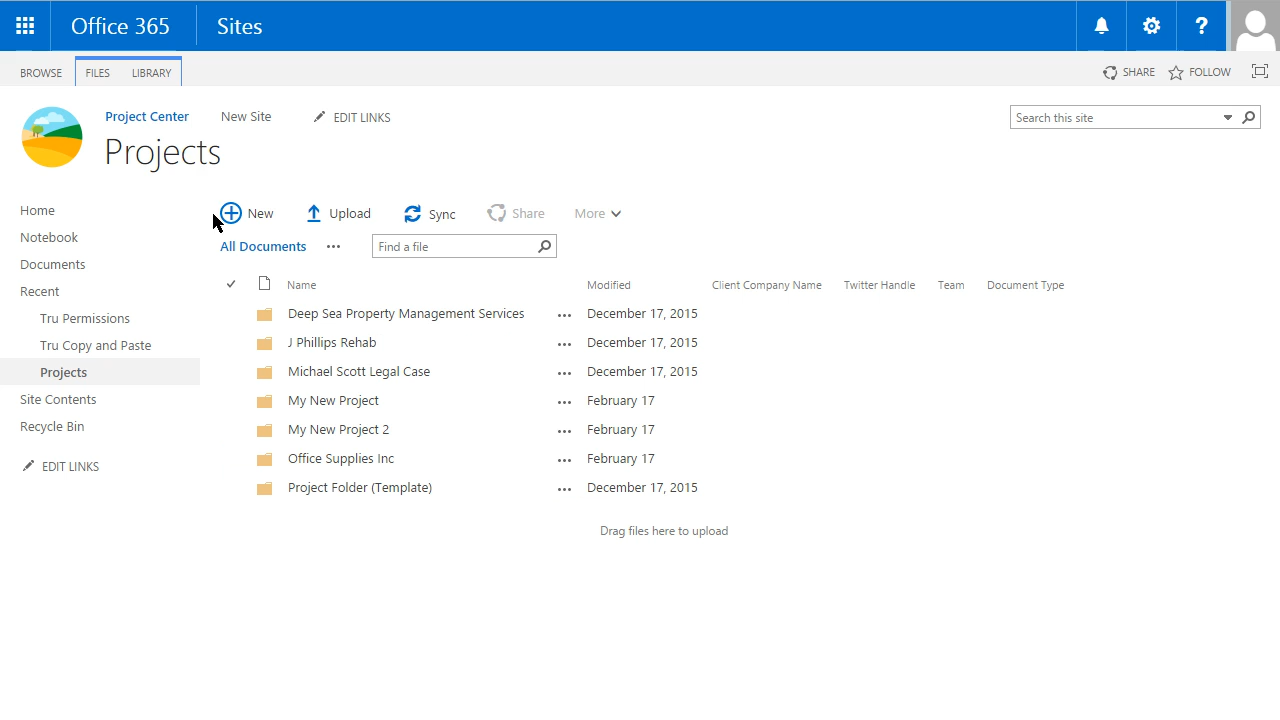 Office 365 Sites ?
BROWSE FILES LIBRARY SHARE FOLLOW
Project Center New Site EDIT LINKS Search this site
Projects
Home
Notebook
Documents
Recent
Tru Permissions
Tru Copy and Paste
Projects
Site Contents
Recycle Bin
EDIT LINKS
New Upload Sync Share More
All Documents ... Find a file
Name Modified Client Company Name Twitter Handle Team Document Type
Deep Sea Property Management Services ... December 17, 2015
J Phillips Rehab ... December 17, 2015
Michael Scott Legal Case ... December 17, 2015
My New Project ... February 17
My New Project 2 ... February 17
Office Supplies Inc ... February 17
Project Folder (Template) ... December 17, 2015
Drag files here to upload